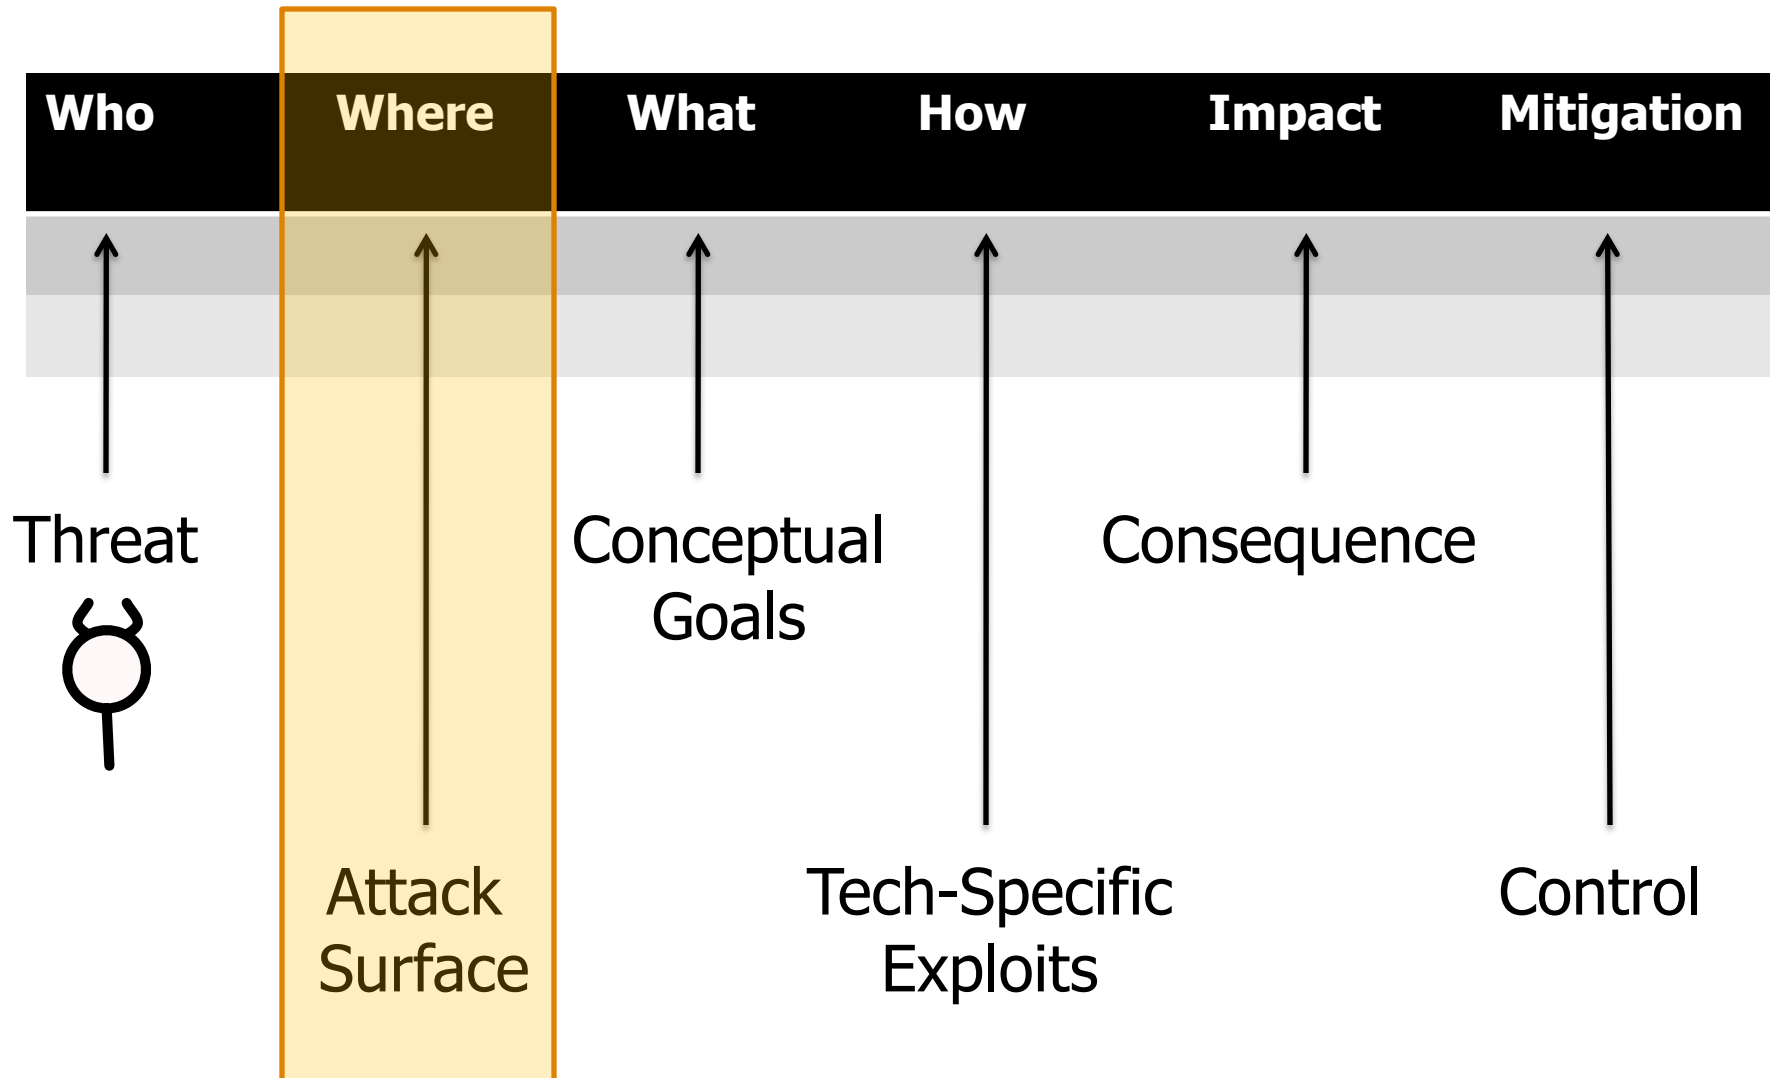 Who Where What How Impact Mitigation
Threat
Conceptual
Goals
Consequence
Attack
Surface
Tech-Specific
Exploits
Control